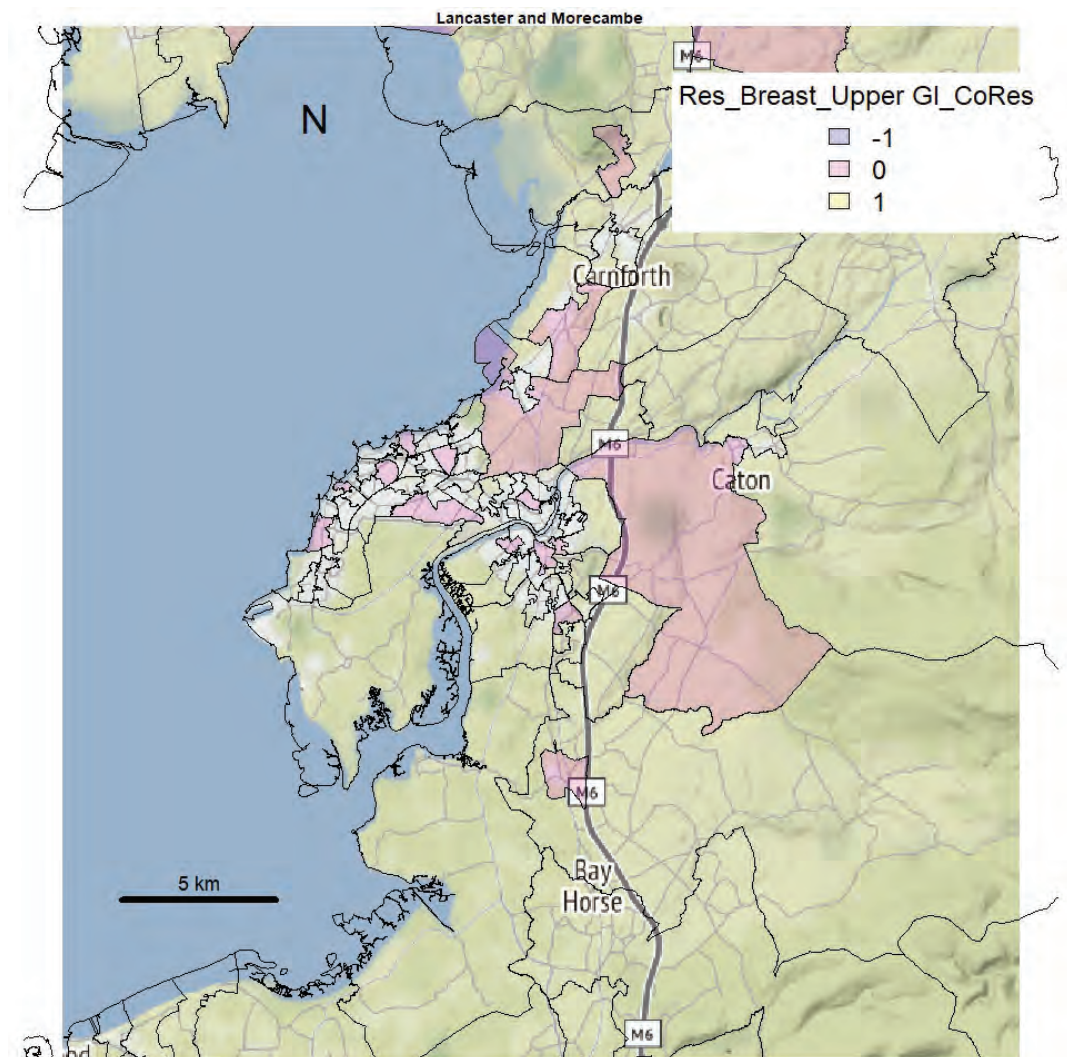 Lancaster and Morecambe
M6
Res_Breast_Upper GI_CoRes
-1
0
1
N
Carnforth
M6
Caton
M6
M6
5 km
Bay
Horse
M6